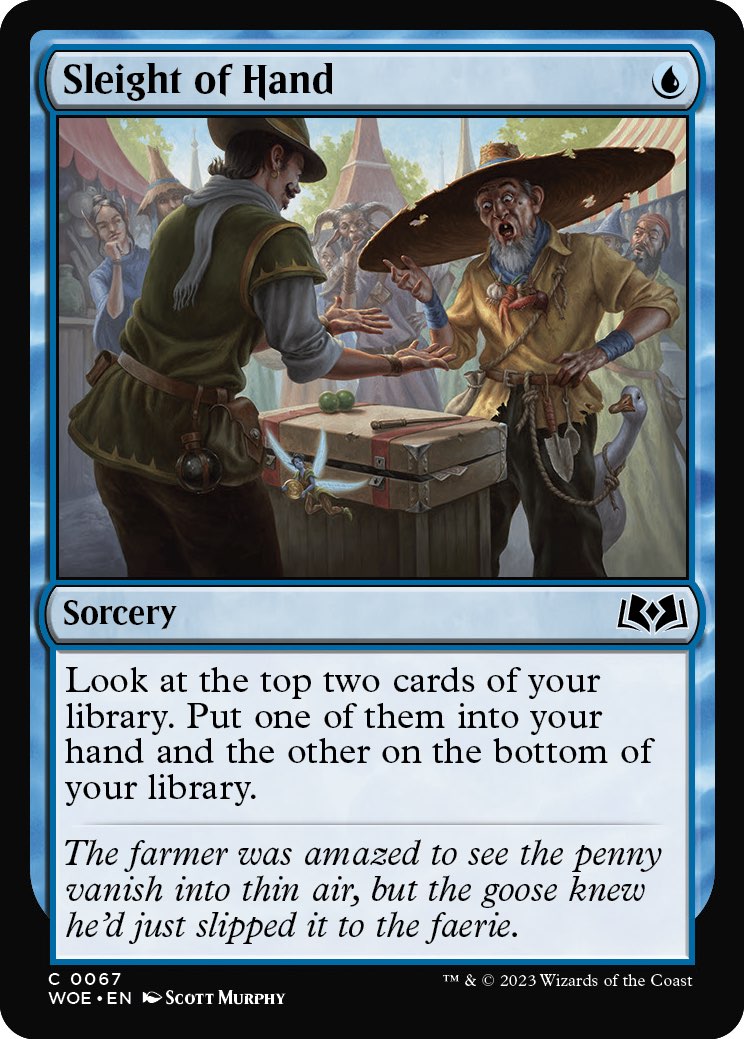 Sleight of Hand
Sorcery
Look at the top two cards of your
library. Put one of them into your
hand and the other on the bottom of
your library.
The farmer was amazed to see the penny
vanish into thin air, but the goose knew
he'd just slipped it to the faerie.
C 0067
WOE • EN Scott Murphy
™ & © 2023 Wizards of the Coast